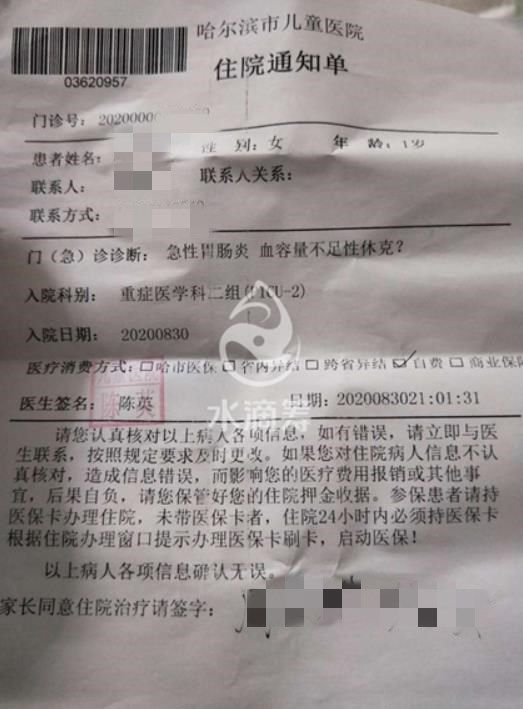 哈尔滨市儿童医院
03620957
住院通知单
门诊号：2020000
患者姓名： 性别：女 年 龄：1岁
联系人： 联系人关系：
联系方式：
门（急）诊诊断：急性胃肠炎 血容量不足性休克？
入院科别：重症医学科二组(PICU-2)
入院日期：20200830
医疗消费方式：□哈市医保□省内异结□跨省异结☑自费□商业保险
医生签名：陈英 日期：2020083021:01:31
儿童医院
陈英
水滴筹
请您认真核对以上病人各项信息，如有错误，请立即与医
生联系，按照规定要求及时更改。如果您对住院病人信息不认
真核对，造成信息错误，而影响您的医疗费用报销或其他事
宜，后果自负，请您保管好您的住院押金收据。参保患者请持
医保卡办理住院，未带医保卡者，住院24小时内必须持医保卡
根据住院办理窗口提示办理医保卡刷卡，启动医保！
以上病人各项信息确认无误。
家长同意住院治疗请签字：